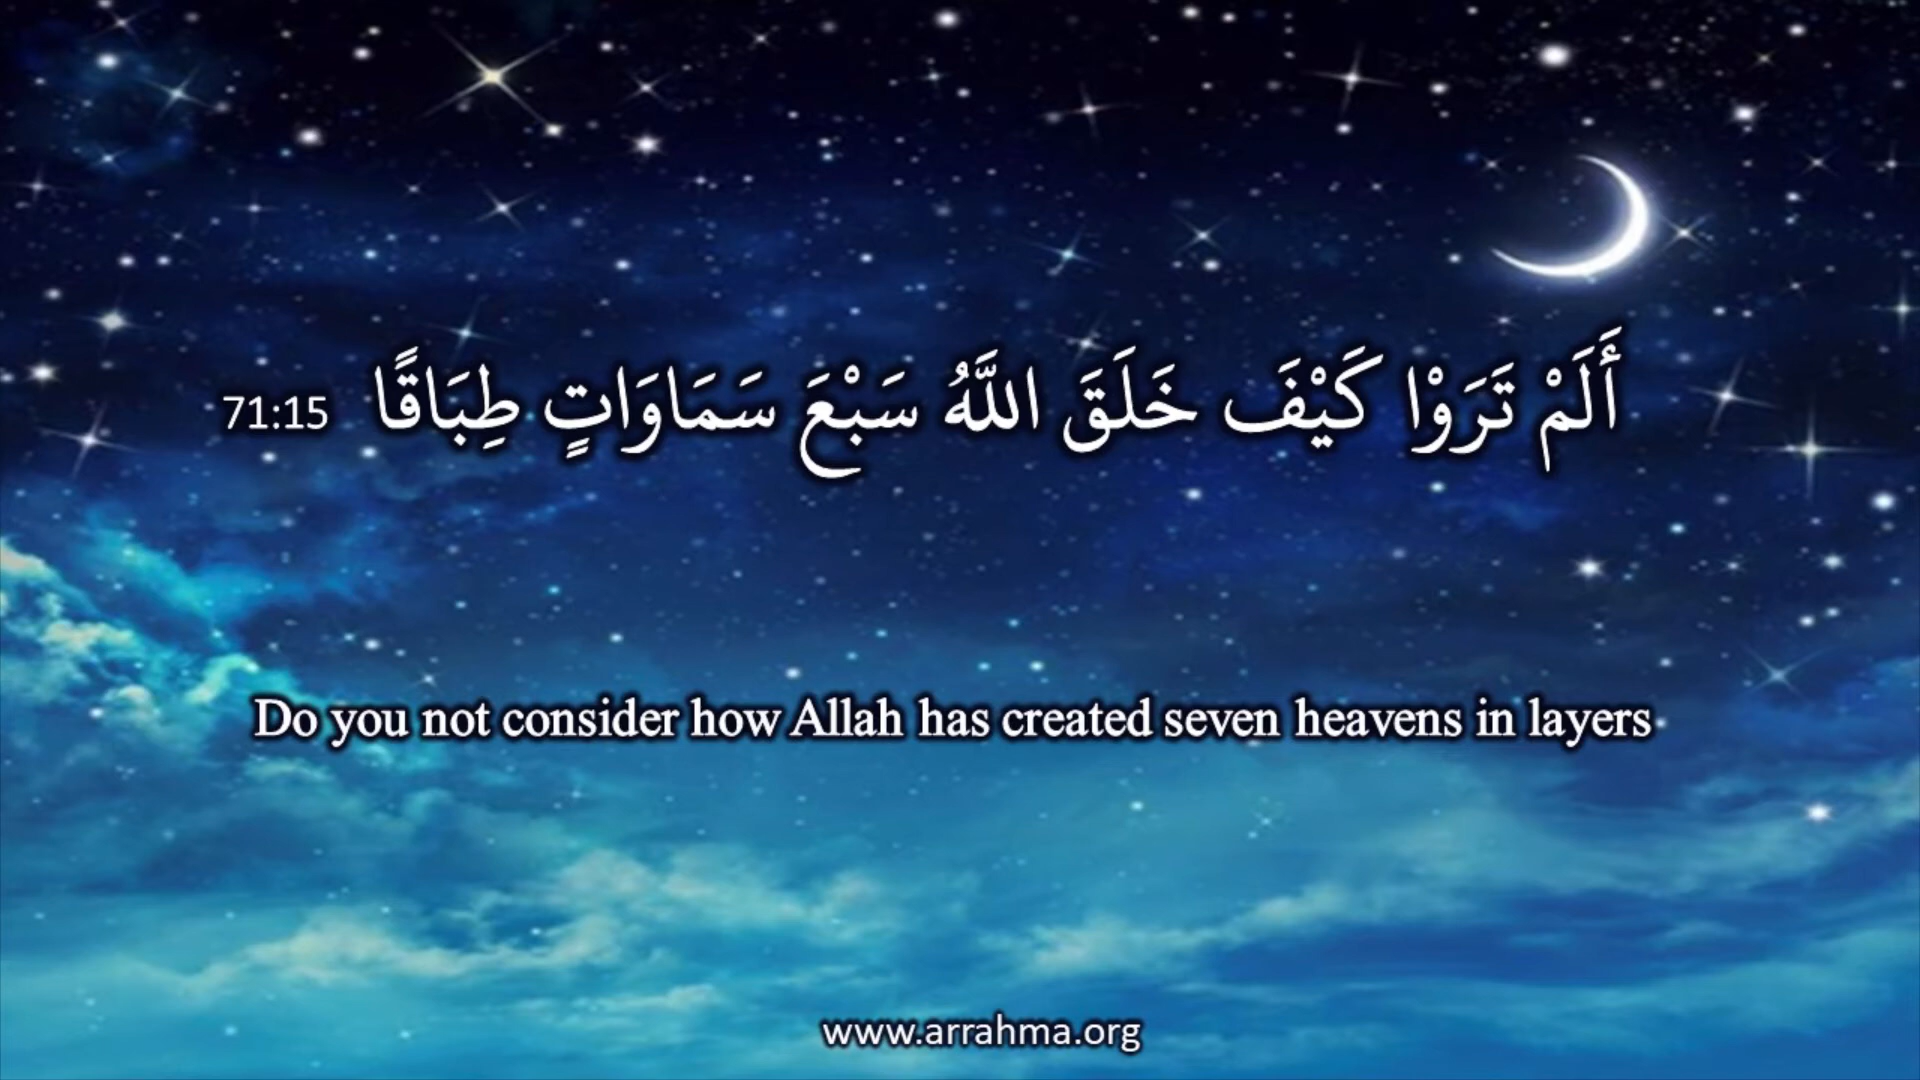 أَلَمْ تَرَوْا كَيْفَ خَلَقَ اللَّهُ سَبْعَ سَمَاوَاتٍ طِبَاقًا 71:15
Do you not consider how Allah has created seven heavens in layers
www.arrahma.org